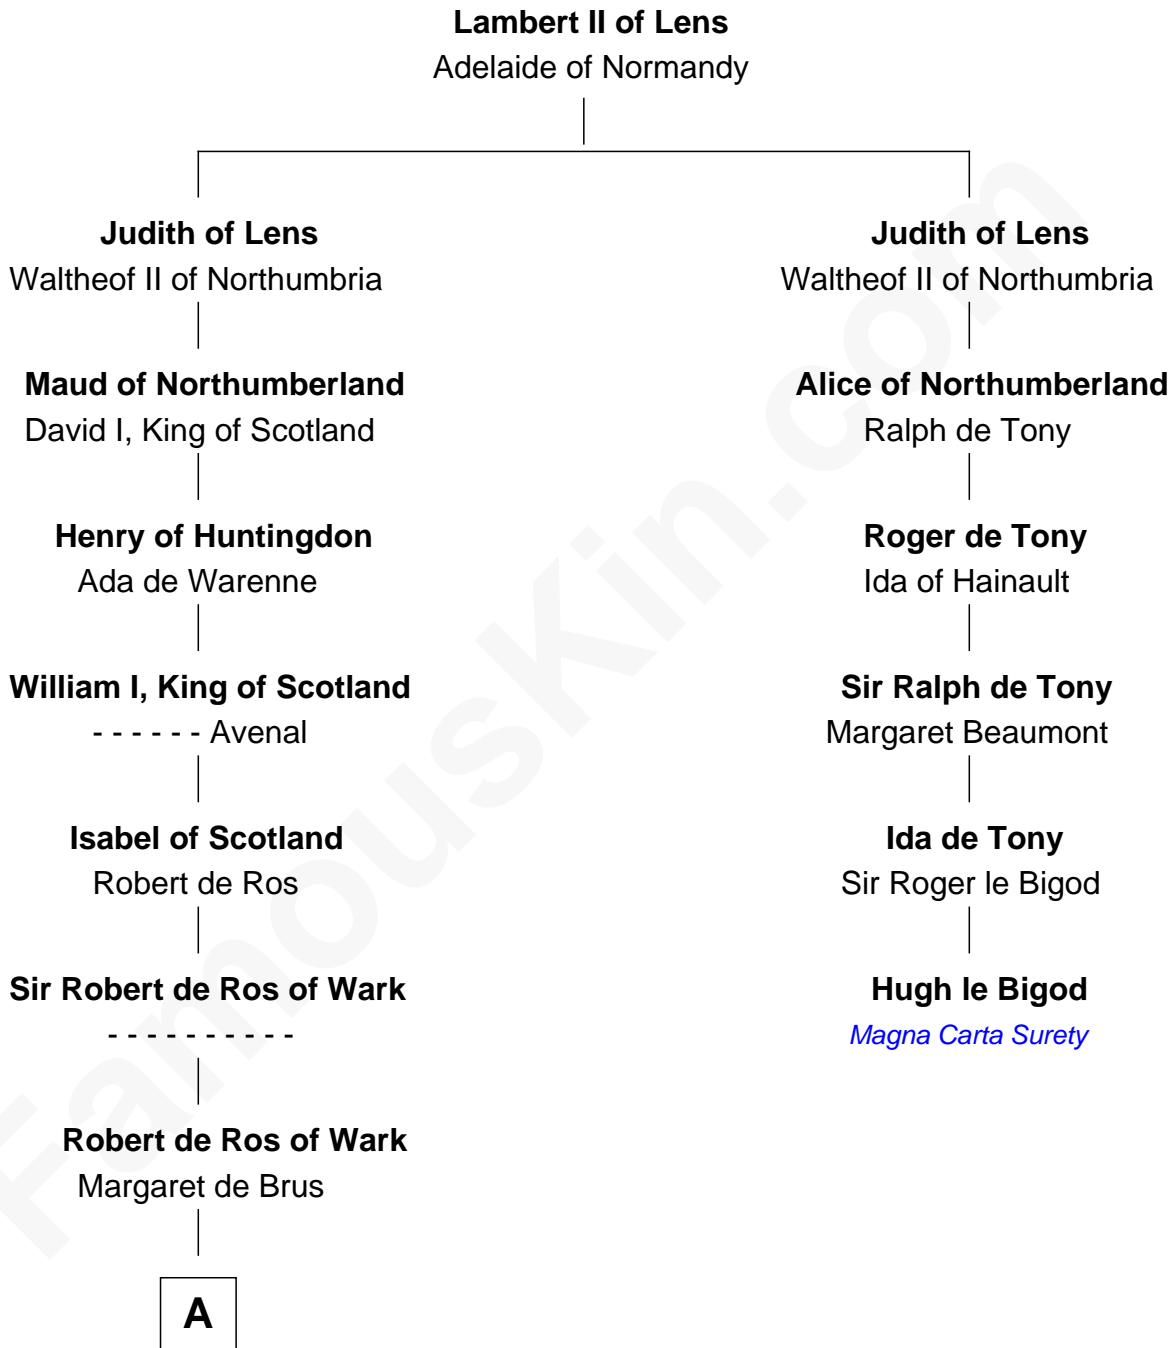 Lambert II of Lens
Adelaide of Normandy
Judith of Lens
Waltheof II of Northumbria
Maud of Northumberland
David I, King of Scotland
Henry of Huntingdon
Ada de Warenne
William I, King of Scotland
- - - - - - Avenal
Isabel of Scotland
Robert de Ros
Sir Robert de Ros of Wark
- - - - - - - - - -
Robert de Ros of Wark
Margaret de Brus
A
Judith of Lens
Waltheof II of Northumbria
Alice of Northumberland
Ralph de Tony
Roger de Tony
Ida of Hainault
Sir Ralph de Tony
Margaret Beaumont
Ida de Tony
Sir Roger le Bigod
Hugh le Bigod
Magna Carta Surety
FamousKin.com